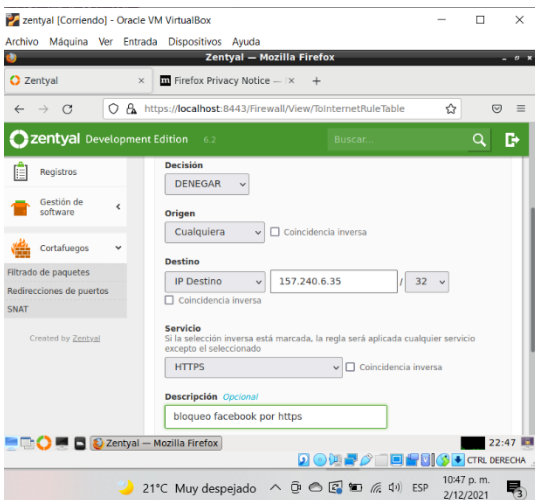 zentyal [Corriendo] - Oracle VM VirtualBox
Archivo Máquina Ver Entrada Dispositivos Ayuda
Zentyal — Mozilla Firefox
Zentyal × Firefox Privacy Notice — × +
https://localhost:8443/Firewall/View/ToInternetRuleTable
zentyal Development Edition 6.2 Buscar...
Registros
Gestión de software
Cortafuegos
Filtrado de paquetes
Redirecciones de puertos
SNAT
Created by Zentyal
Decisión
DENEGAR
Origen
Cualquiera Coincidencia inversa
Destino
IP Destino 157.240.6.35 / 32
Coincidencia inversa
Servicio
Si la selección inversa está marcada, la regla será aplicada cualquier servicio
excepto el seleccionado
HTTPS Coincidencia inversa
Descripción Opcional
bloqueo facebook por https
Zentyal — Mozilla Firefox 22:47
CTRL DERECHA
21°C Muy despejado ESP 10:47 p. m.
2/12/2021
3